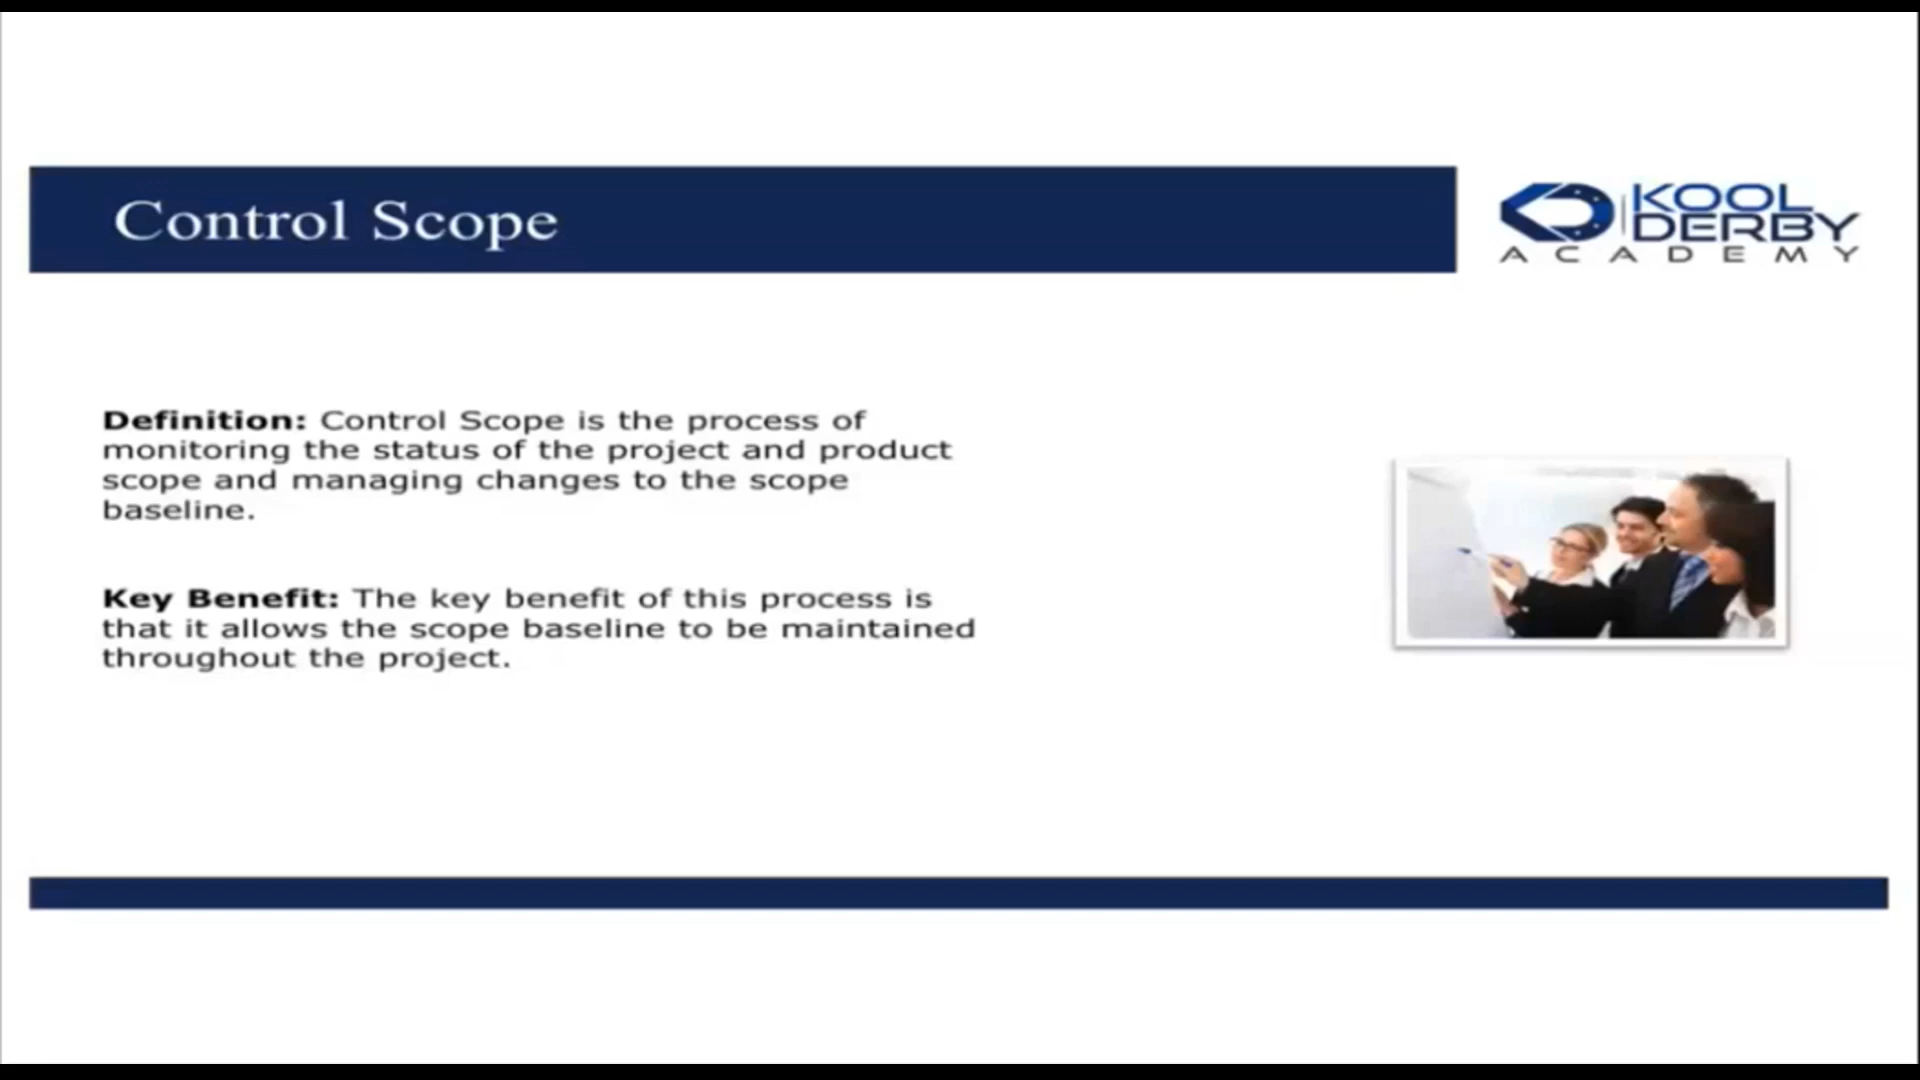 Control Scope
KOOL
DERBY
ACADEMY
Definition: Control Scope is the process of
monitoring the status of the project and product
scope and managing changes to the scope
baseline.
Key Benefit: The key benefit of this process is
that it allows the scope baseline to be maintained
throughout the project.